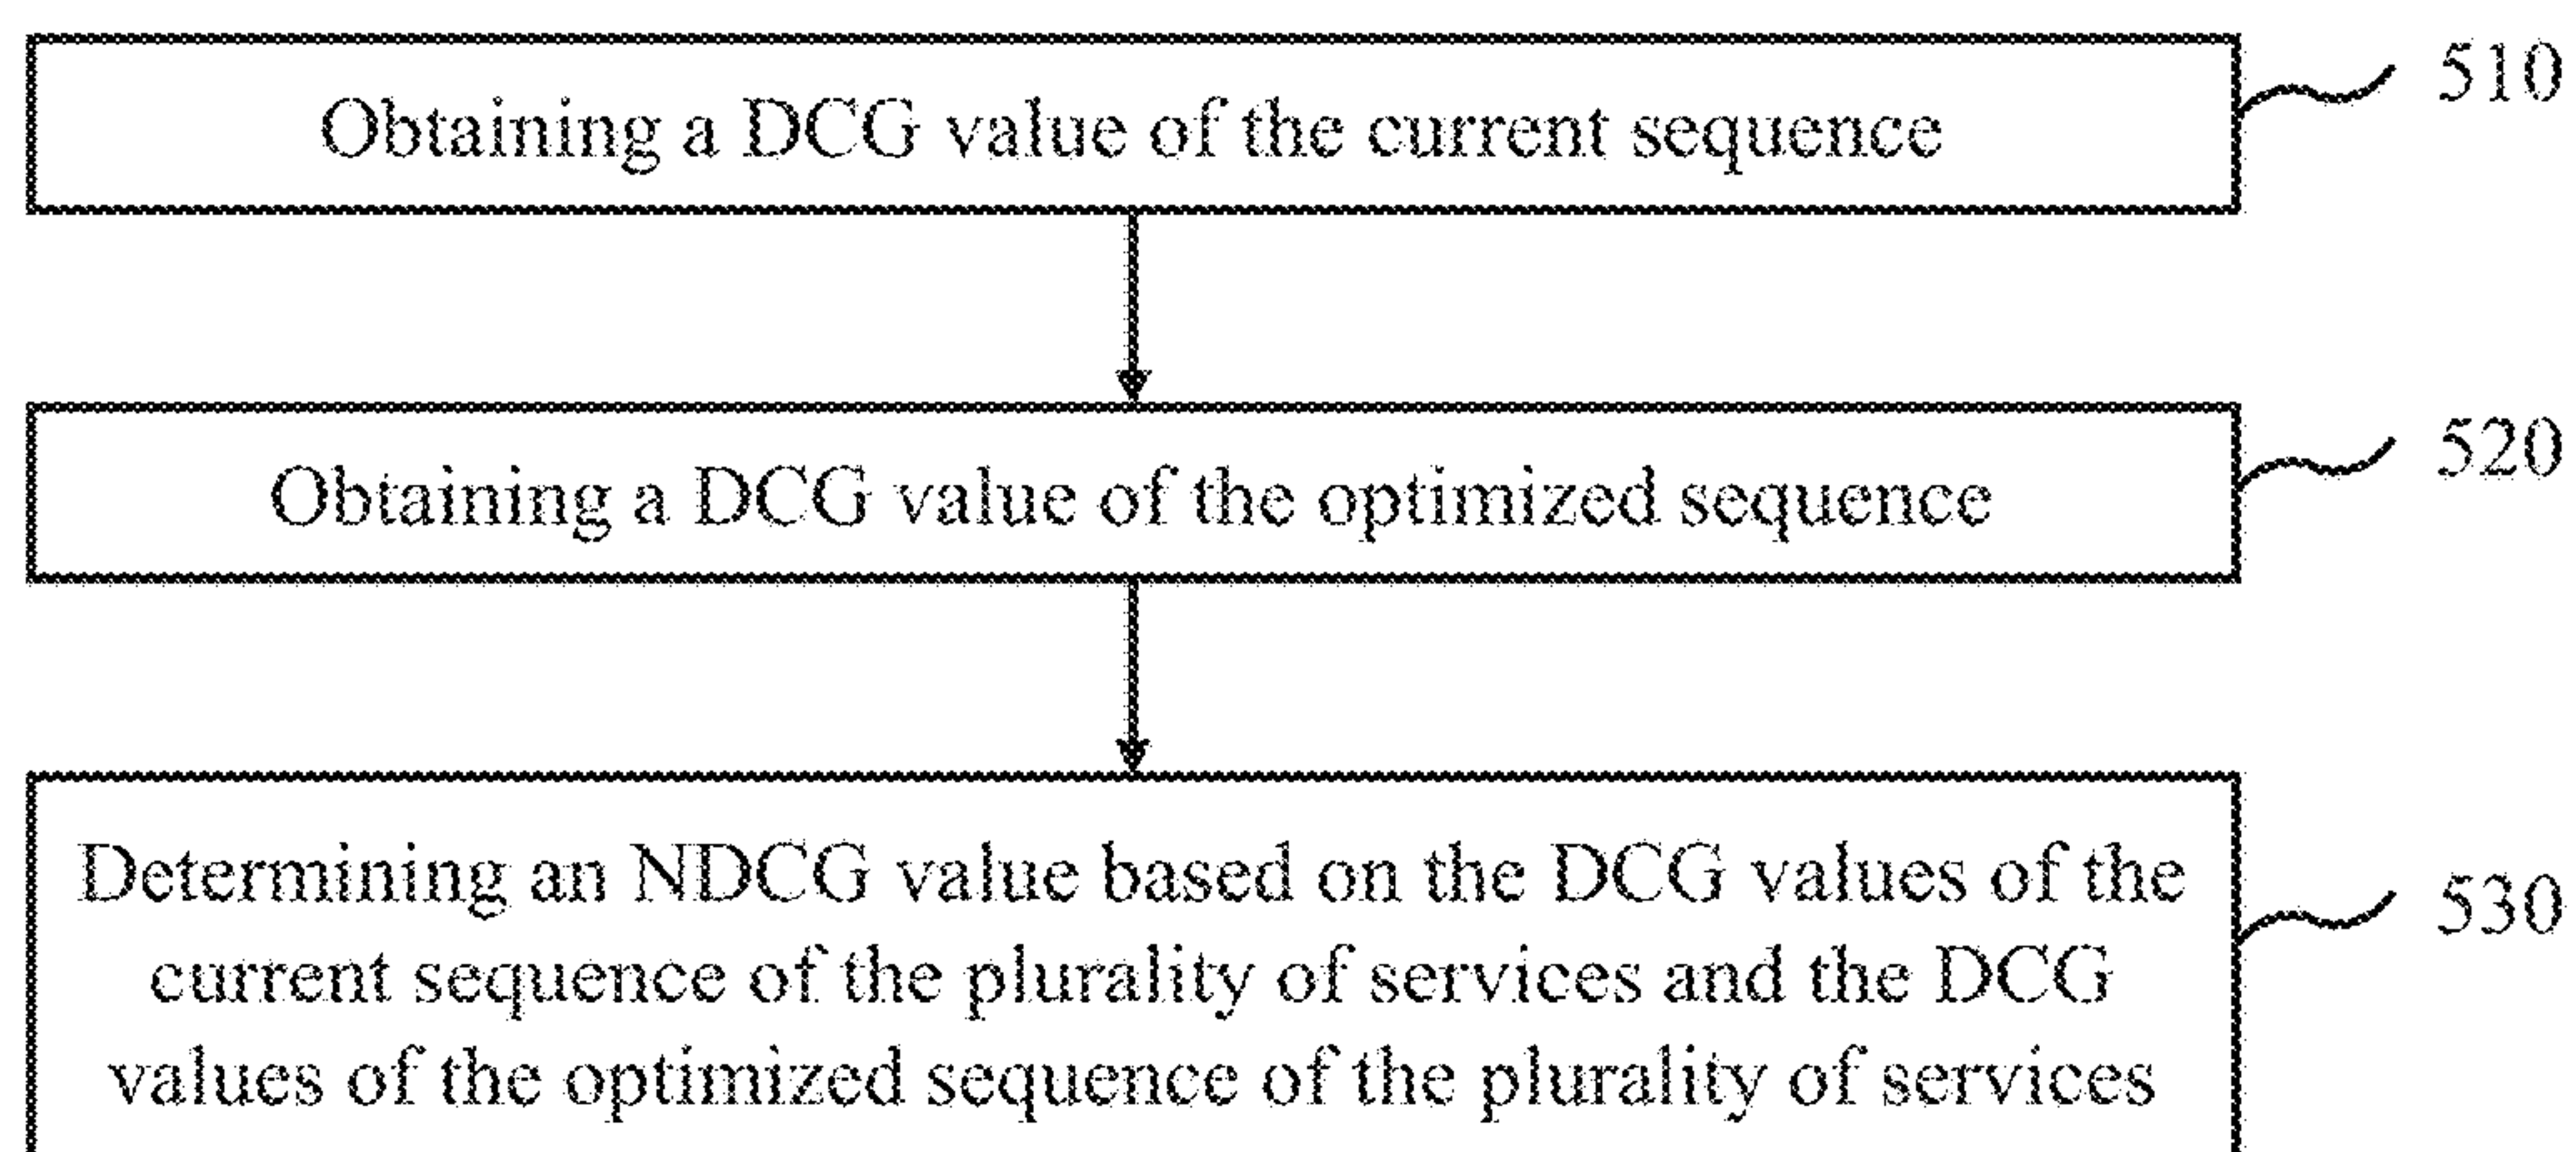 Obtaining a DCG value of the current sequence
510
Obtaining a DCG value of the optimized sequence
520
Determining an NDCG value based on the DCG values of the
current sequence of the plurality of services and the DCG
values of the optimized sequence of the plurality of services
530